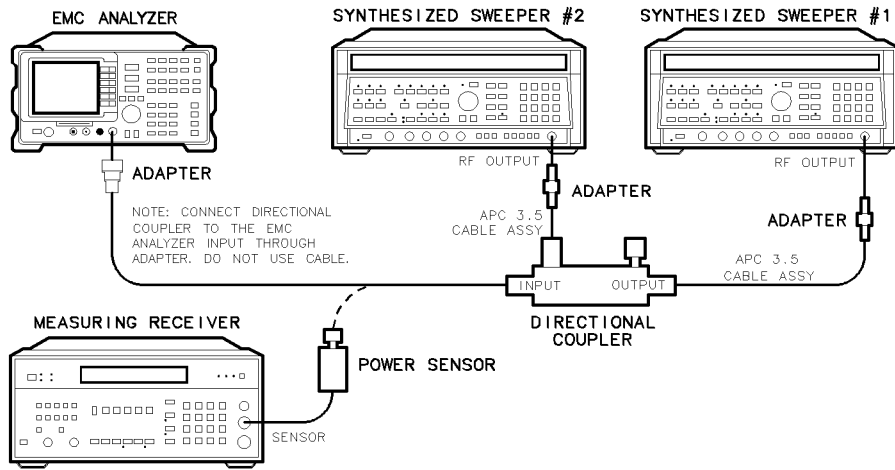 EMC ANALYZER
SYNTHESIZED SWEEPER #2
SYNTHESIZED SWEEPER #1
RF OUTPUT
RF OUTPUT
ADAPTER
ADAPTER
ADAPTER
NOTE: CONNECT DIRECTIONAL
COUPLER TO THE EMC
ANALYZER INPUT THROUGH
ADAPTER. DO NOT USE CABLE.
APC 3.5
CABLE ASSY
APC 3.5
CABLE ASSY
INPUT
OUTPUT
DIRECTIONAL
COUPLER
MEASURING RECEIVER
POWER SENSOR
SENSOR